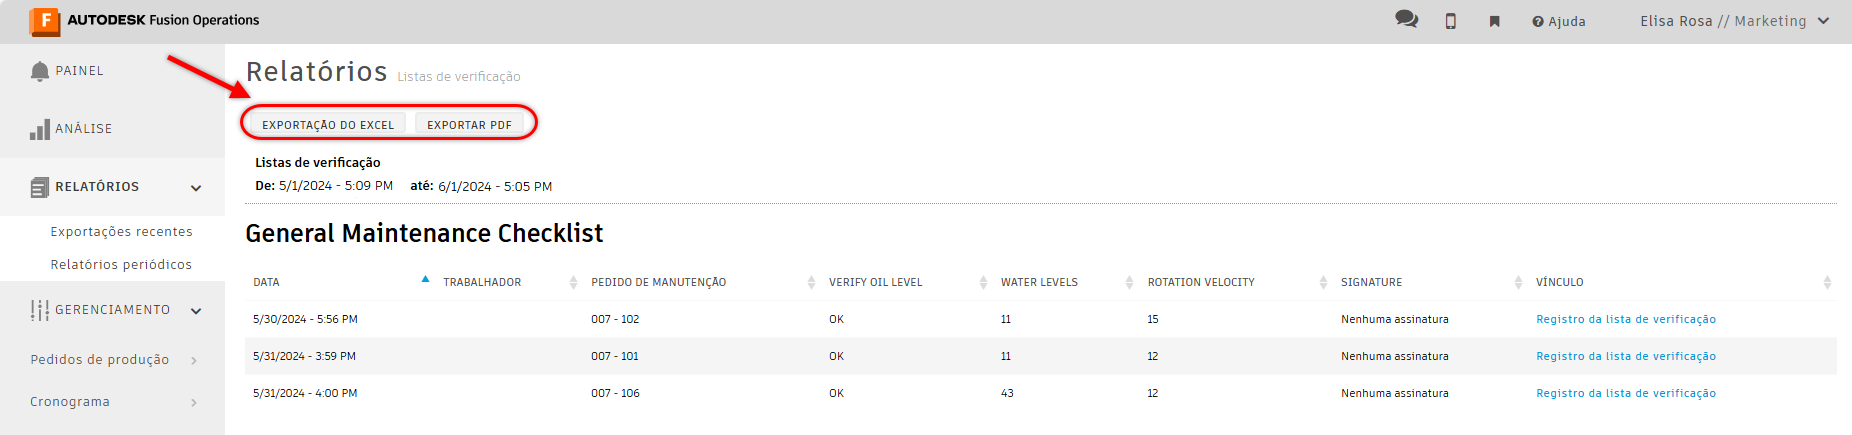 F AUTODESK Fusion Operations
Ajuda
Elisa Rosa // Marketing
PAINEL
ANÁLISE
RELATÓRIOS
Exportações recentes
Relatórios periódicos
GERENCIAMENTO
Pedidos de produção
Cronograma
Relatórios Listas de verificação
EXPORTAÇÃO DO EXCEL EXPORTAR PDF
Listas de verificação
De: 5/1/2024 - 5:09 PM até: 6/1/2024 - 5:05 PM
General Maintenance Checklist
DATA TRABALHADOR PEDIDO DE MANUTENÇÃO VERIFY OIL LEVEL WATER LEVELS ROTATION VELOCITY SIGNATURE VÍNCULO
5/30/2024 - 5:56 PM 007 - 102 OK 11 15 Nenhuma assinatura Registro da lista de verificação
5/31/2024 - 3:59 PM 007 - 101 OK 11 12 Nenhuma assinatura Registro da lista de verificação
5/31/2024 - 4:00 PM 007 - 106 OK 43 12 Nenhuma assinatura Registro da lista de verificação